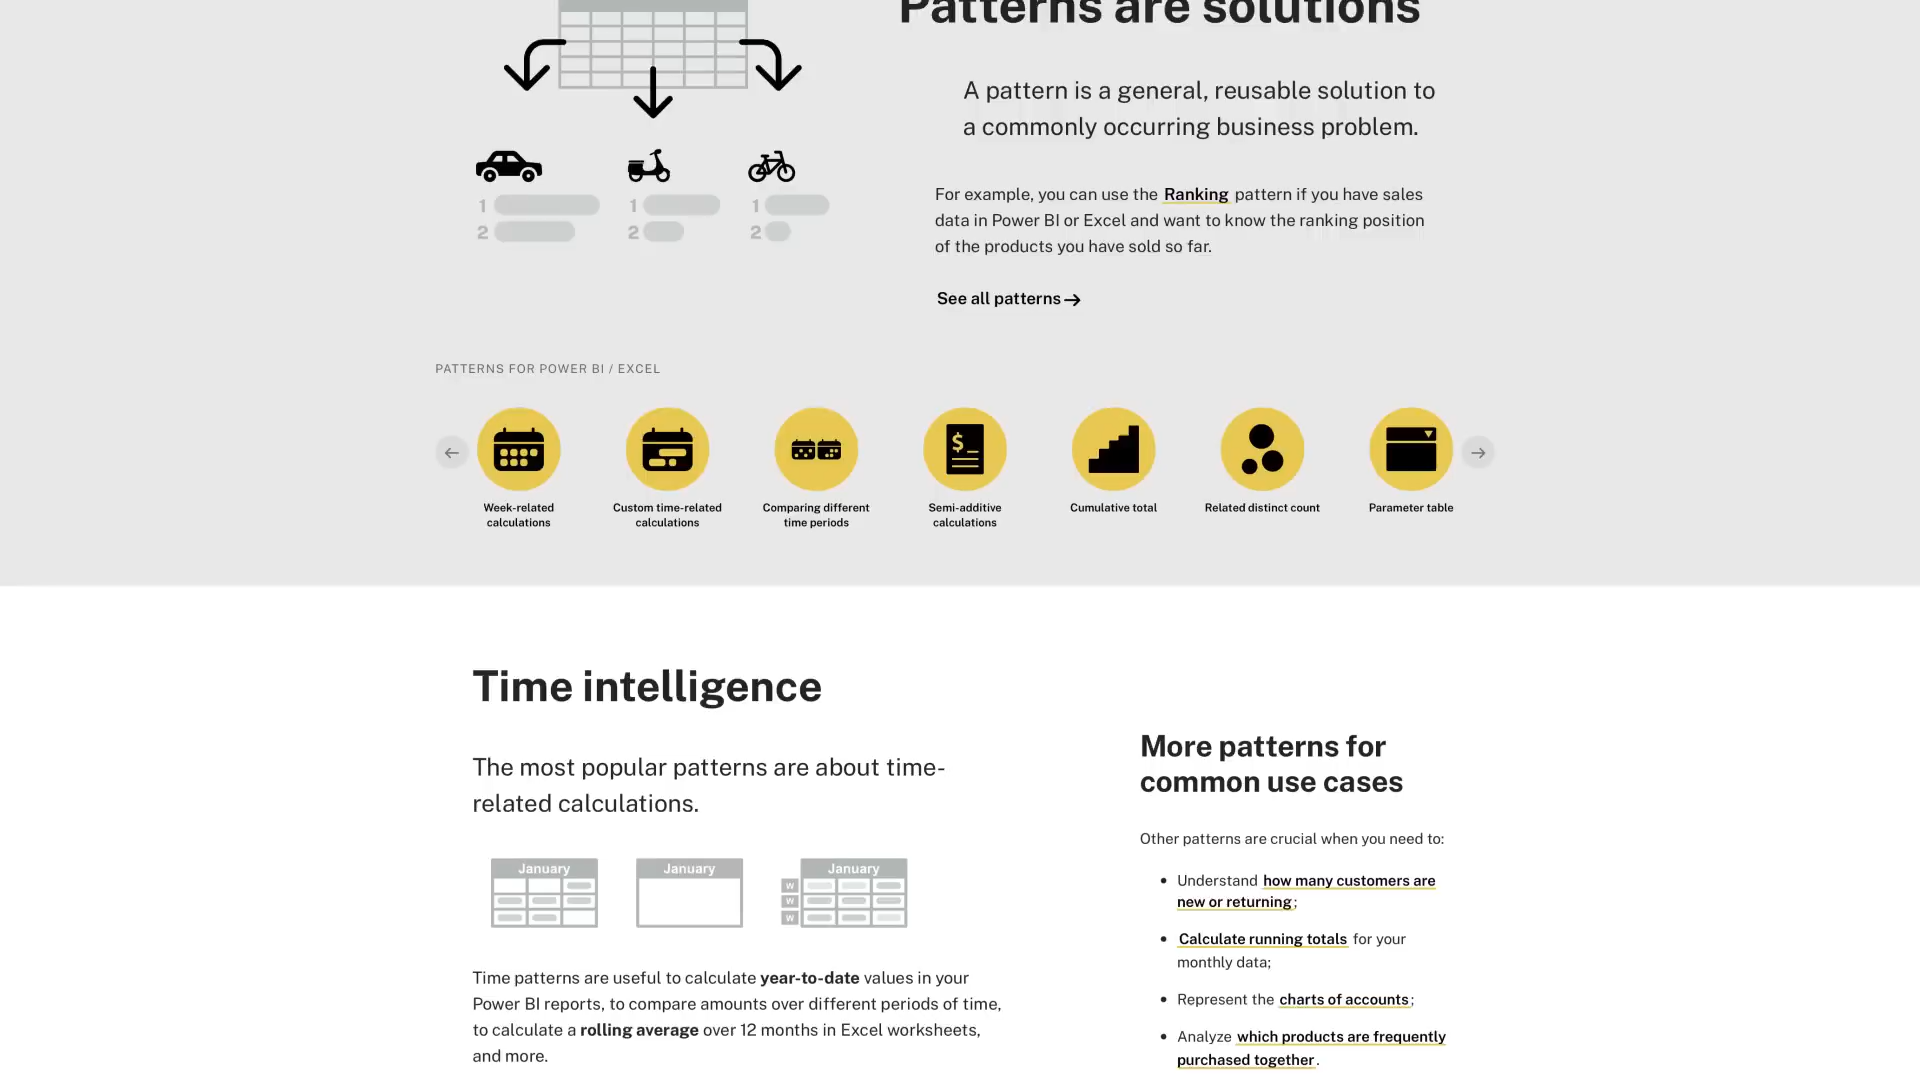 Patterns are solutions
A pattern is a general, reusable solution to
a commonly occurring business problem.
1
2
1
2
1
2
For example, you can use the Ranking pattern if you have sales
data in Power BI or Excel and want to know the ranking position
of the products you have sold so far.
See all patterns
PATTERNS FOR POWER BI / EXCEL
$
Week-related
calculations
Custom time-related
calculations
Comparing different
time periods
Semi-additive
calculations
Cumulative total
Related distinct count
Parameter table
Time intelligence
The most popular patterns are about time-
related calculations.
January
January
January
W
W
W
Time patterns are useful to calculate year-to-date values in your
Power BI reports, to compare amounts over different periods of time,
to calculate a rolling average over 12 months in Excel worksheets,
and more.
More patterns for
common use cases
Other patterns are crucial when you need to:
Understand how many customers are
new or returning;
Calculate running totals for your
monthly data;
Represent the charts of accounts;
Analyze which products are frequently
purchased together.